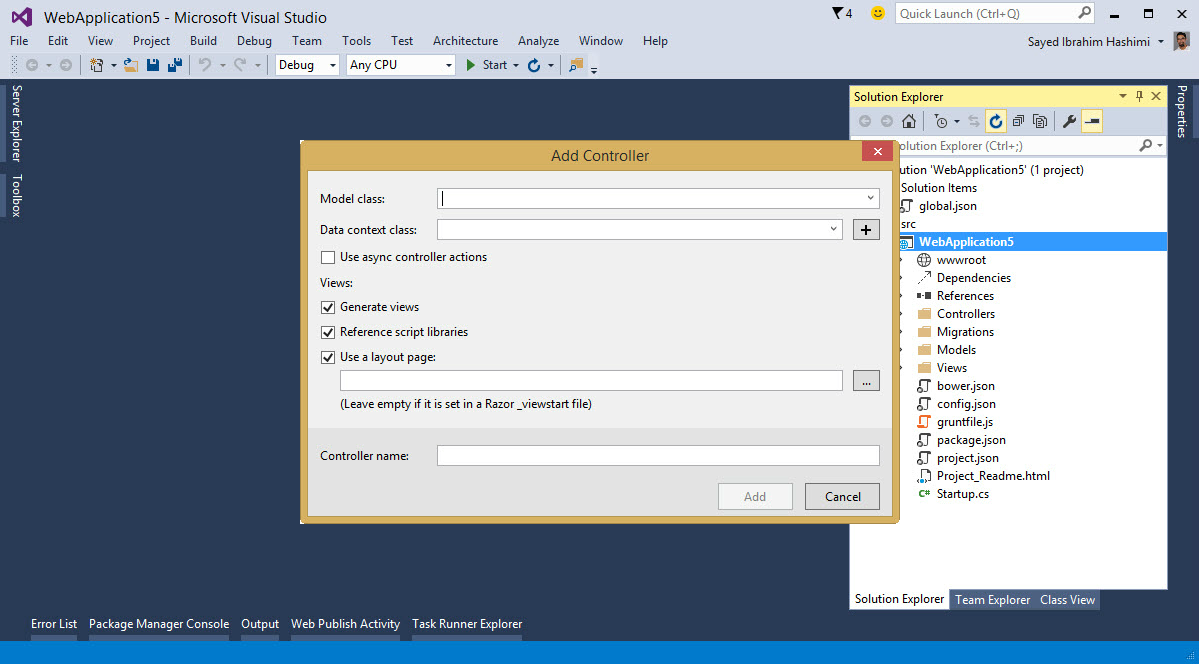 WebApplication5 - Microsoft Visual Studio
4
Quick Launch (Ctrl+Q)
File Edit View Project Build Debug Team Tools Test Architecture Analyze Window Help
Sayed Ibrahim Hashimi
Debug
Any CPU
Start
Server Explorer
Toolbox
Add Controller
Model class:
Data context class:
Use async controller actions
Views:
Generate views
Reference script libraries
Use a layout page:
...
(Leave empty if it is set in a Razor _viewstart file)
Controller name:
Add
Cancel
Solution Explorer
olution Explorer (Ctrl+;)
ution 'WebApplication5' (1 project)
Solution Items
global.json
src
WebApplication5
wwwroot
Dependencies
References
Controllers
Migrations
Models
Views
bower.json
config.json
gruntfile.js
package.json
project.json
Project_Readme.html
C# Startup.cs
Solution Explorer Team Explorer Class View
Properties
Error List Package Manager Console Output Web Publish Activity Task Runner Explorer